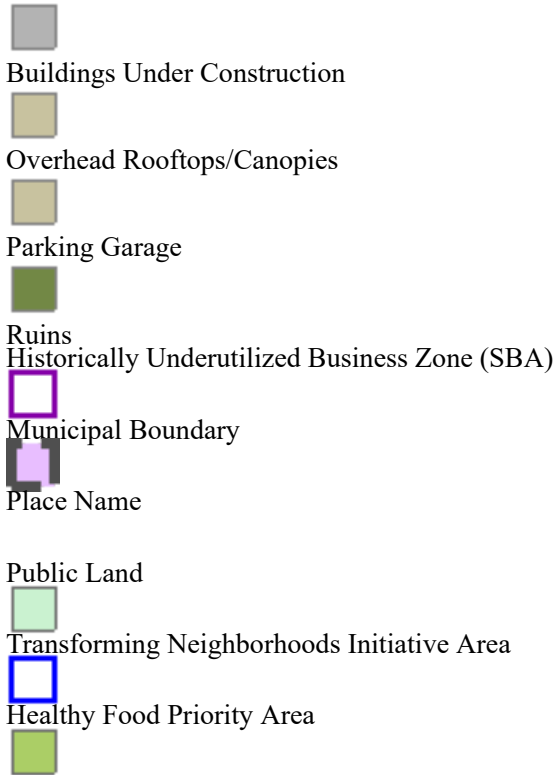 Buildings Under Construction
Overhead Rooftops/Canopies
Parking Garage
Ruins
Historically Underutilized Business Zone (SBA)
Municipal Boundary
Place Name
Public Land
Transforming Neighborhoods Initiative Area
Healthy Food Priority Area